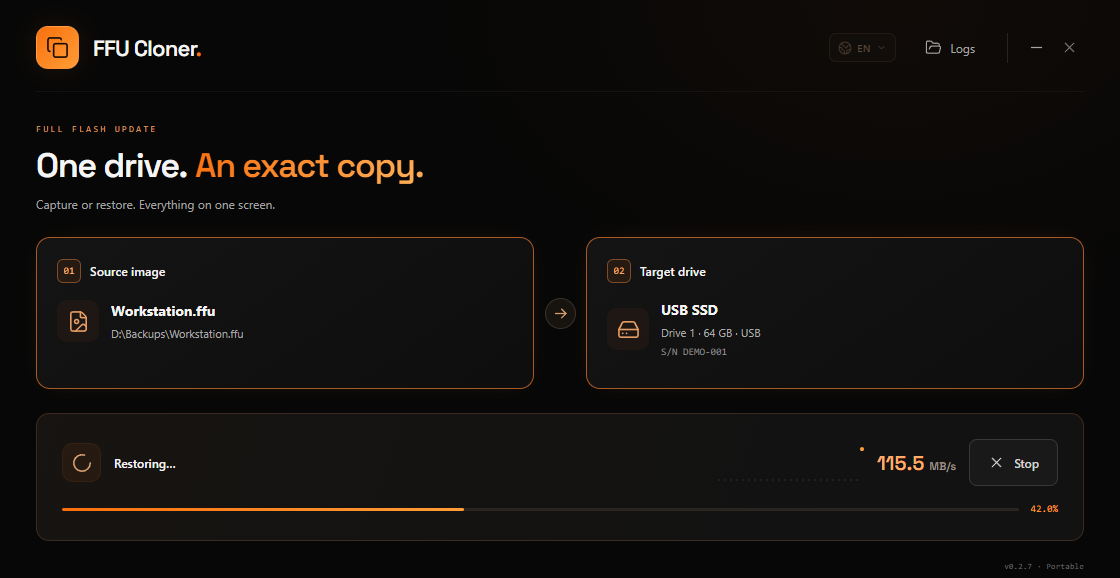 FFU Cloner.
EN
Logs
FULL FLASH UPDATE
One drive. An exact copy.
Capture or restore. Everything on one screen.
01 Source image
Workstation.ffu
D:\Backups\Workstation.ffu
02 Target drive
USB SSD
Drive 1 · 64 GB · USB
S/N DEMO-001
Restoring...
115.5 MB/s
Stop
42.0%
v0.2.7 · Portable